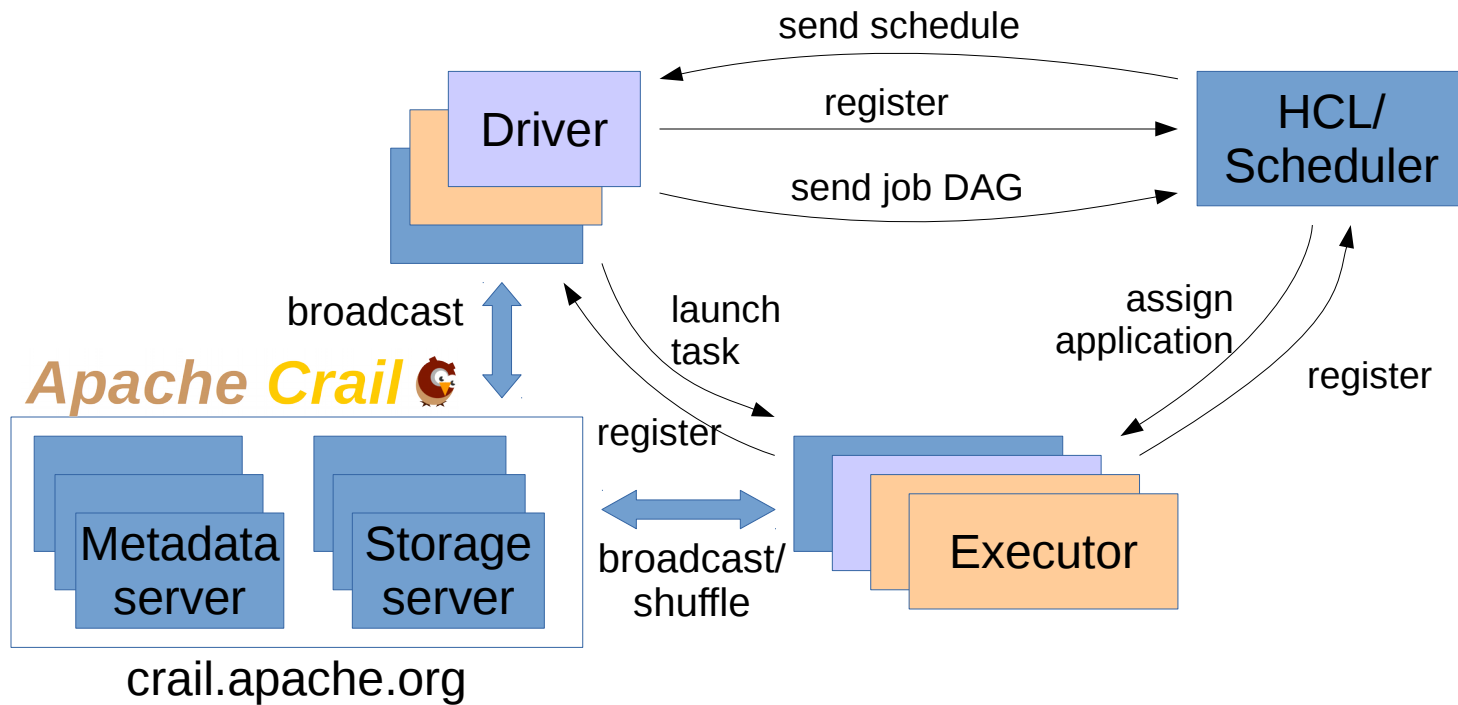 send schedule
Driver
register
HCL/
Scheduler
send job DAG
broadcast
launch
task
assign
application
Apache Crail
register
register
Metadata
server
Storage
server
broadcast/
shuffle
Executor
crail.apache.org